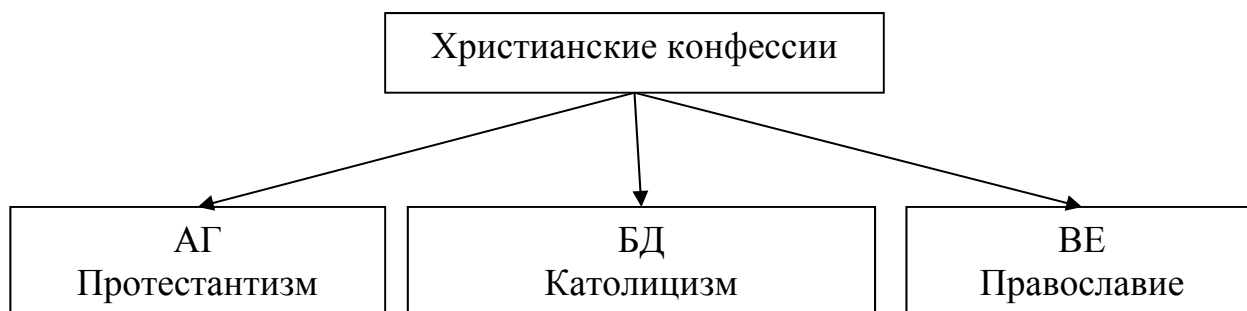 Христианские конфессии
АГ
Протестантизм
БД
Католицизм
ВЕ
Православие